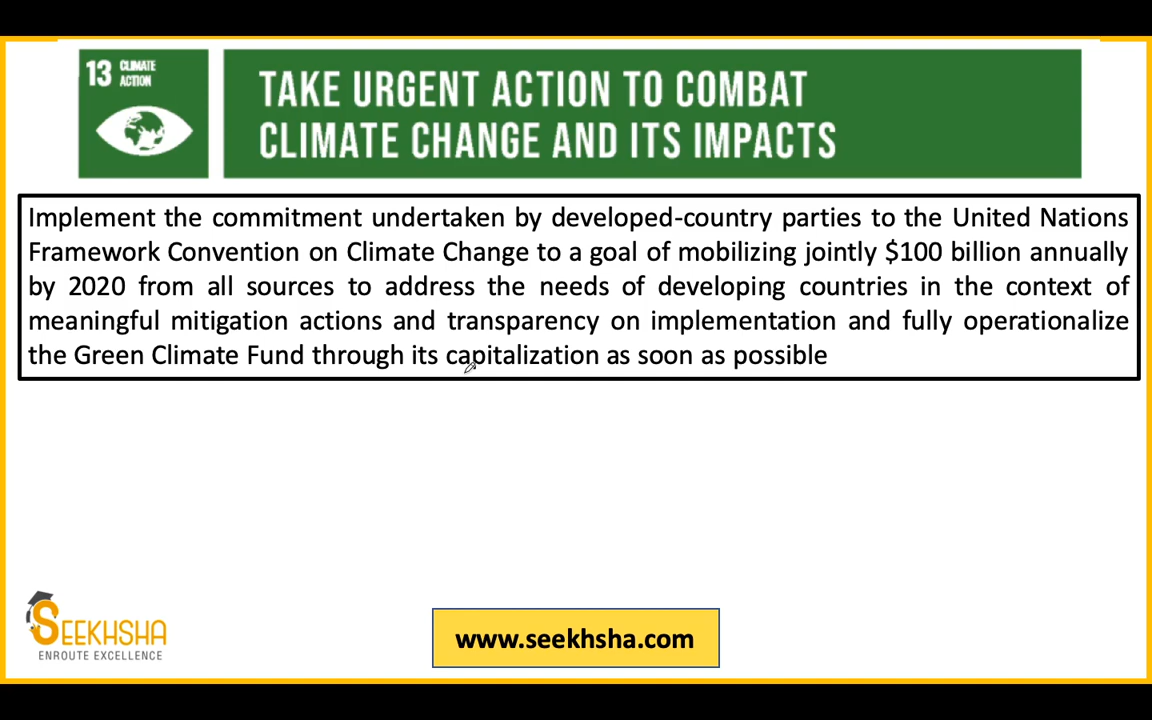 13 CLIMATE
ACTION
TAKE URGENT ACTION TO COMBAT
CLIMATE CHANGE AND ITS IMPACTS
Implement the commitment undertaken by developed-country parties to the United Nations
Framework Convention on Climate Change to a goal of mobilizing jointly $100 billion annually
by 2020 from all sources to address the needs of developing countries in the context of
meaningful mitigation actions and transparency on implementation and fully operationalize
the Green Climate Fund through its capitalization as soon as possible
SEEKHSHA
ENROUTE EXCELLENCE
www.seekhsha.com